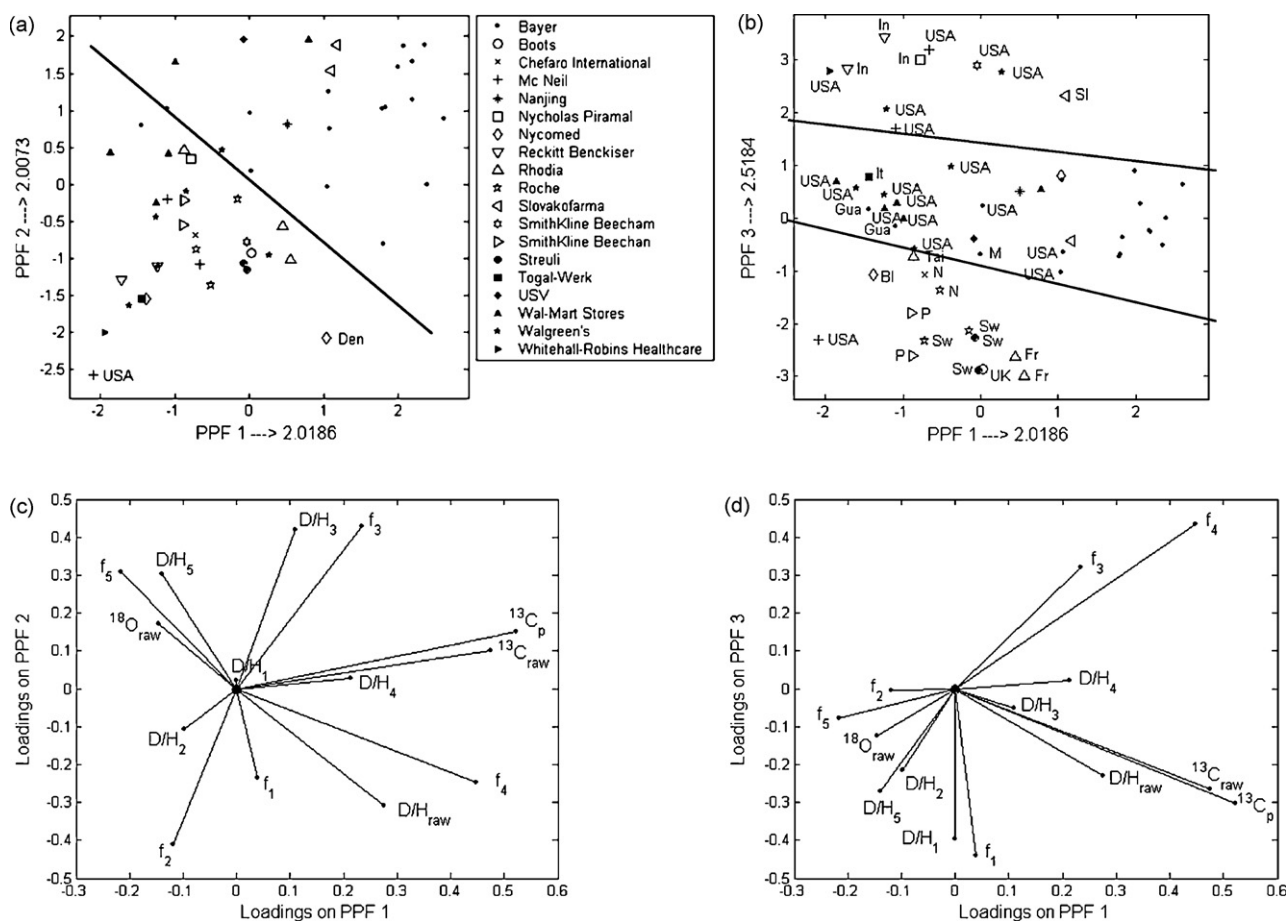 (a)
2
1.5
1
0.5
0
-0.5
-1
-1.5
-2
-2.5
PPF 2 ---> 2.0073
Den
USA
-2 -1 0 1 2
PPF 1 ---> 2.0186
Bayer
Boots
Chefaro International
Mc Neil
Nanjing
Nycholas Piramal
Nycomed
Reckitt Benckiser
Rhodia
Roche
Slovakofarma
SmithKline Beecham
SmithKline Beechan
Streuli
Togal-Werk
USV
Wal-Mart Stores
Walgreen's
Whitehall-Robins Healthcare
(b)
3
2
1
0
-1
-2
-3
PPF 3 ---> 2.5184
In USA
In In USA USA
USA
USA Sl
USA
USA
It
USA USA USA
Gua USA USA USA
Gua USA M USA
Tai
Bl N USA
N
P
USA Sw Sw Sw
P
Sw UK Fr Fr
-2 -1 0 1 2
PPF 1 ---> 2.0186
(c)
0.5
0.4
0.3
0.2
0.1
0
-0.1
-0.2
-0.3
-0.4
-0.5
Loadings on PPF 2
D/H3 f3
f5 D/H5
18Oraw
13Cp
13Craw
D/H1
D/H4
D/H2
f1
f4
D/Hraw
f2
-0.3 -0.2 -0.1 0 0.1 0.2 0.3 0.4 0.5 0.6
Loadings on PPF 1
(d)
0.5
0.4
0.3
0.2
0.1
0
-0.1
-0.2
-0.3
-0.4
-0.5
Loadings on PPF 3
f4
f3
f2
D/H4
D/H3
f5
18Oraw
D/H2
D/Hraw
13Craw
13Cp
D/H5
D/H1
f1
-0.3 -0.2 -0.1 0 0.1 0.2 0.3 0.4 0.5 0.6
Loadings on PPF 1